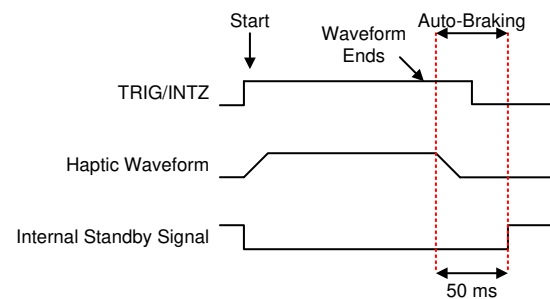 Start
Waveform
Ends
Auto-Braking
TRIG/INTZ
Haptic Waveform
Internal Standby Signal
50 ms